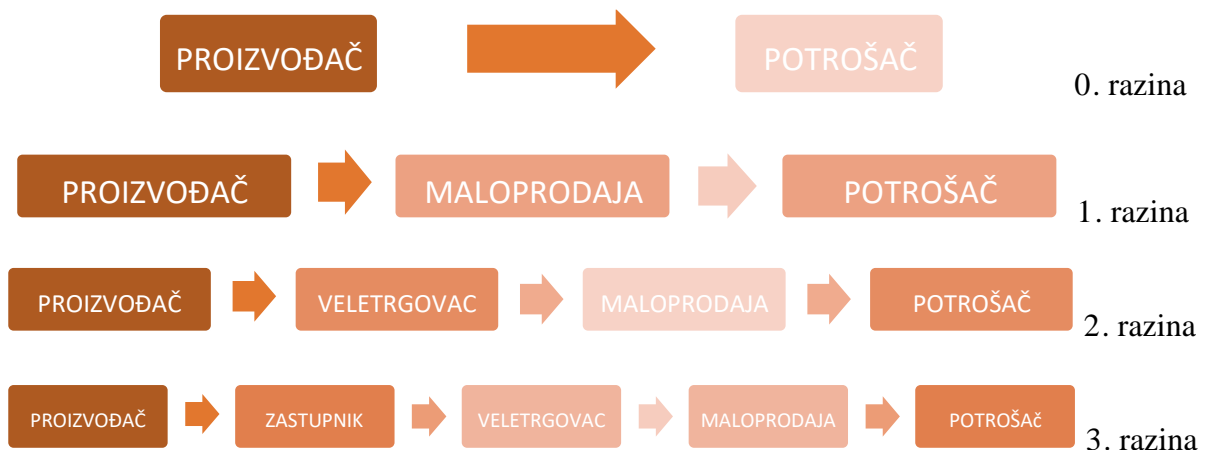 PROIZVOĐAČ POTROŠAČ 0. razina
PROIZVOĐAČ MALOPRODAJA POTROŠAČ 1. razina
PROIZVOĐAČ VELETRGOVAC MALOPRODAJA POTROŠAČ 2. razina
PROIZVOĐAČ ZASTUPNIK VELETRGOVAC MALOPRODAJA POTROŠAč 3. razina